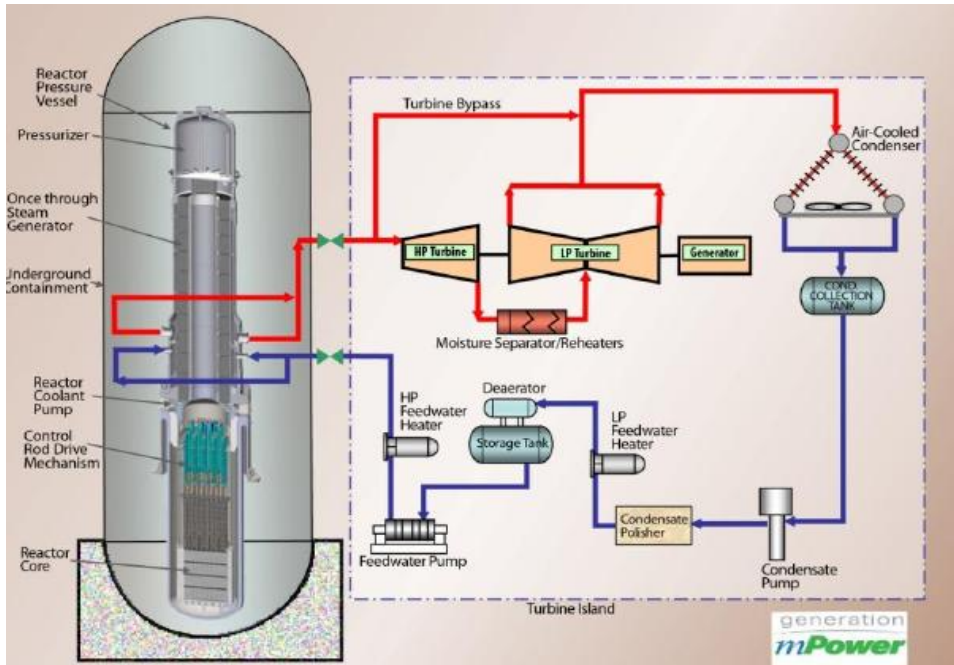 Reactor
Pressure
Vessel
Pressurizer
Once through
Steam
Generator
Underground
Containment
Reactor
Coolant
Pump
Control
Rod Drive
Mechanism
Reactor
Core
Turbine Bypass
Air-Cooled
Condenser
HP Turbine
LP Turbine
Generator
COND.
COLLECTION
TANK
Moisture Separator/Reheaters
HP
Feedwater
Heater
Deaerator
Storage Tank
LP
Feedwater
Heater
Condensate
Polisher
Feedwater Pump
Condensate
Pump
Turbine Island
generation
mPower